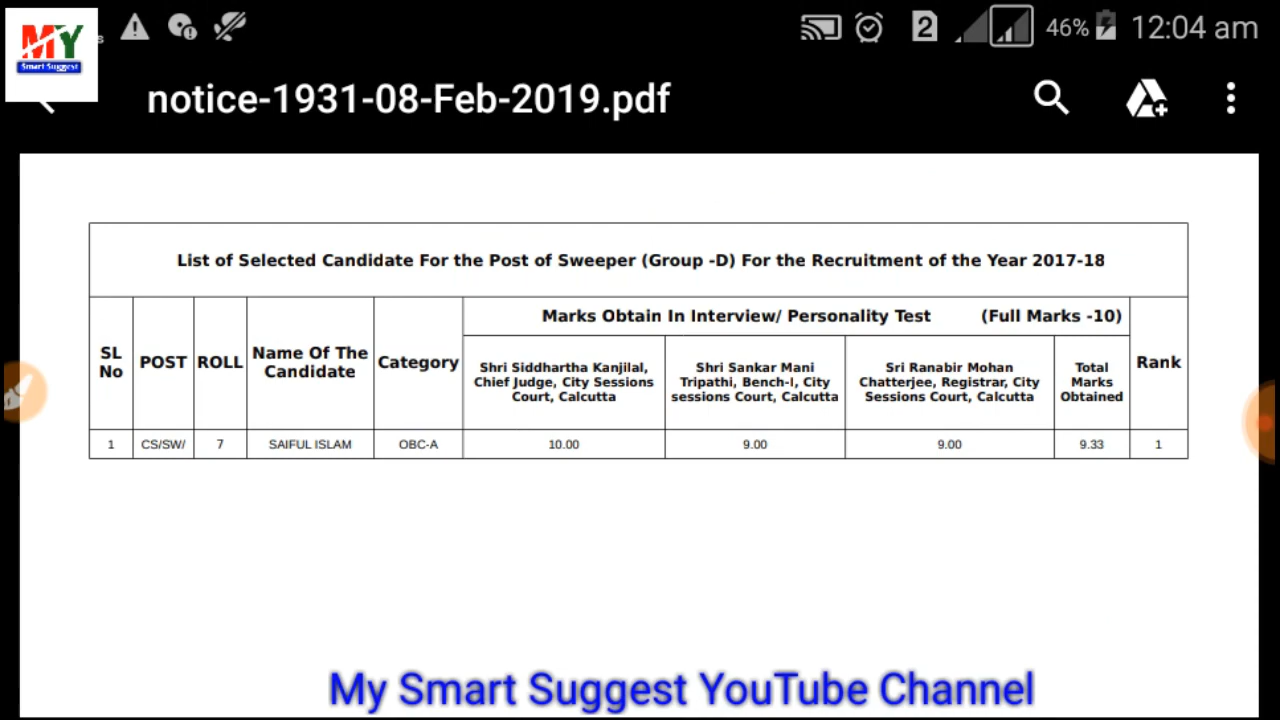 MY
Smart Suggest
2
46%
12:04 am
notice-1931-08-Feb-2019.pdf
List of Selected Candidate For the Post of Sweeper (Group -D) For the Recruitment of the Year 2017-18
SL No POST ROLL Name Of The Candidate Category Marks Obtain In Interview/ Personality Test (Full Marks -10) Rank
Shri Siddhartha Kanjilal, Chief Judge, City Sessions Court, Calcutta
Shri Sankar Mani Tripathi, Bench-I, City sessions Court, Calcutta
Sri Ranabir Mohan Chatterjee, Registrar, City Sessions Court, Calcutta
Total Marks Obtained
1 CS/SW/ 7 SAIFUL ISLAM OBC-A 10.00 9.00 9.00 9.33 1
My Smart Suggest YouTube Channel